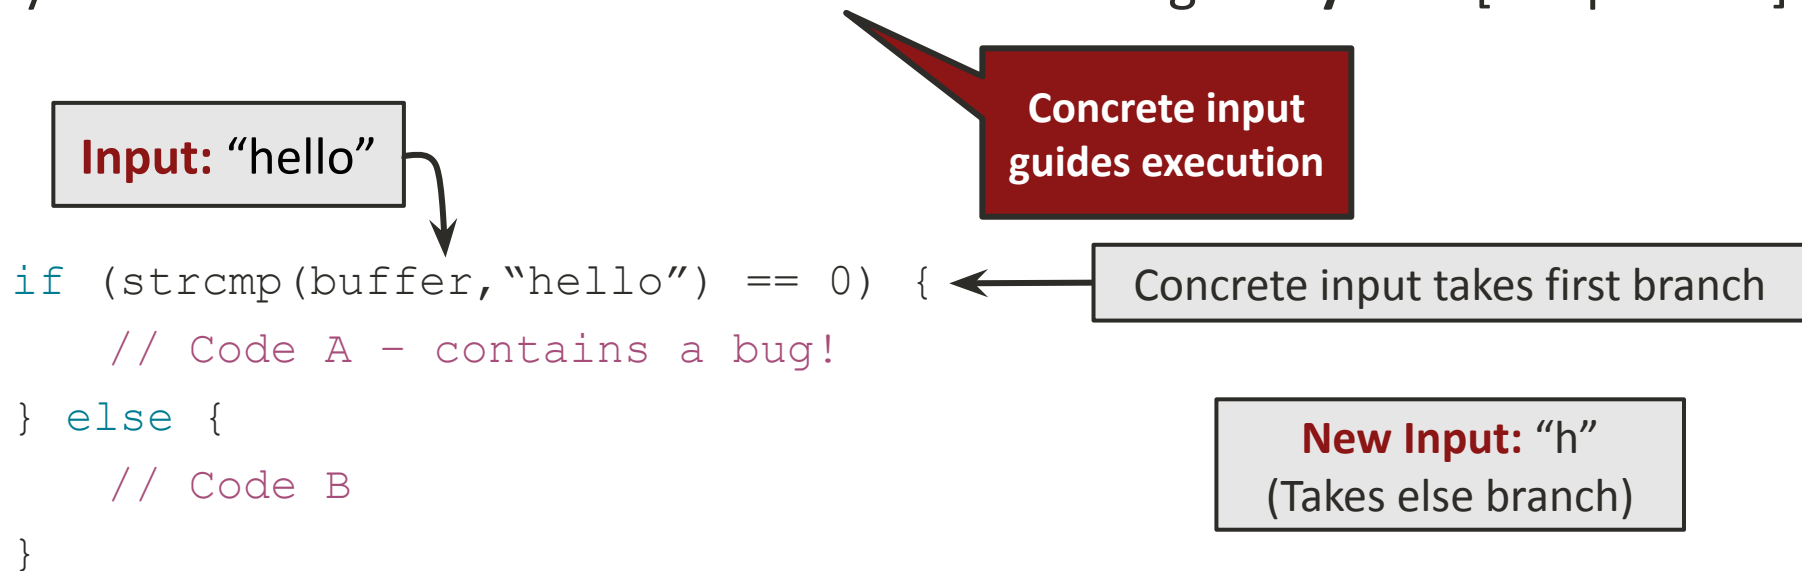 Concrete input
guides execution
Input: “hello”
if (strcmp(buffer,“hello”) == 0) {
Concrete input takes first branch
// Code A – contains a bug!
} else {
New Input: “h”
(Takes else branch)
// Code B
}